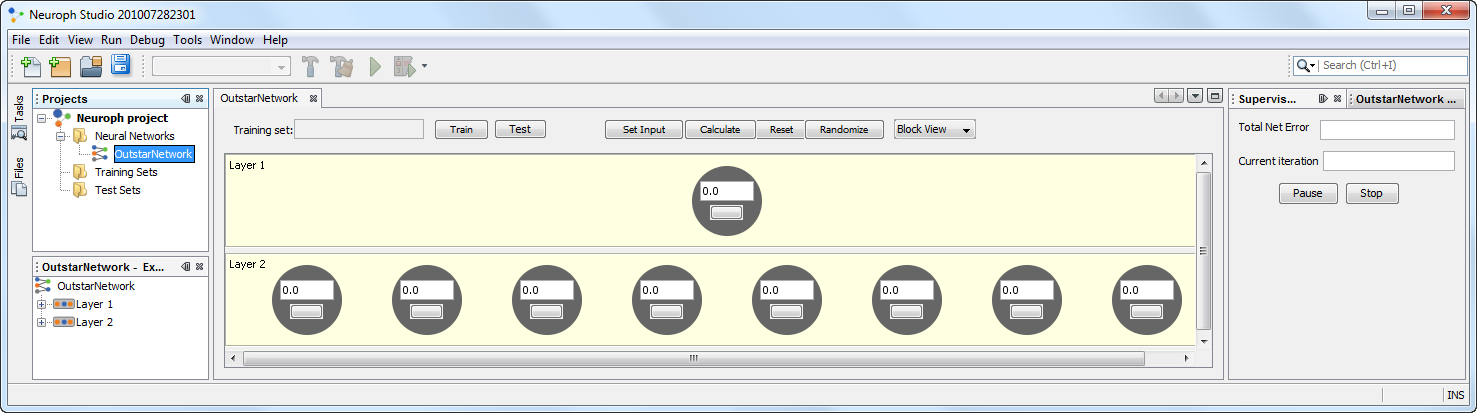 Neuroph Studio 201007282301
File Edit View Run Debug Tools Window Help
Search (Ctrl+I)
Tasks
Files
Projects
Neuroph project
Neural Networks
OutstarNetwork
Training Sets
Test Sets
OutstarNetwork - Ex...
OutstarNetwork
Layer 1
Layer 2
OutstarNetwork
Training set: Train Test Set Input Calculate Reset Randomize Block View
Layer 1
0.0
Layer 2
0.0 0.0 0.0 0.0 0.0 0.0 0.0 0.0
Supervis... OutstarNetwork ...
Total Net Error
Current iteration
Pause Stop
INS